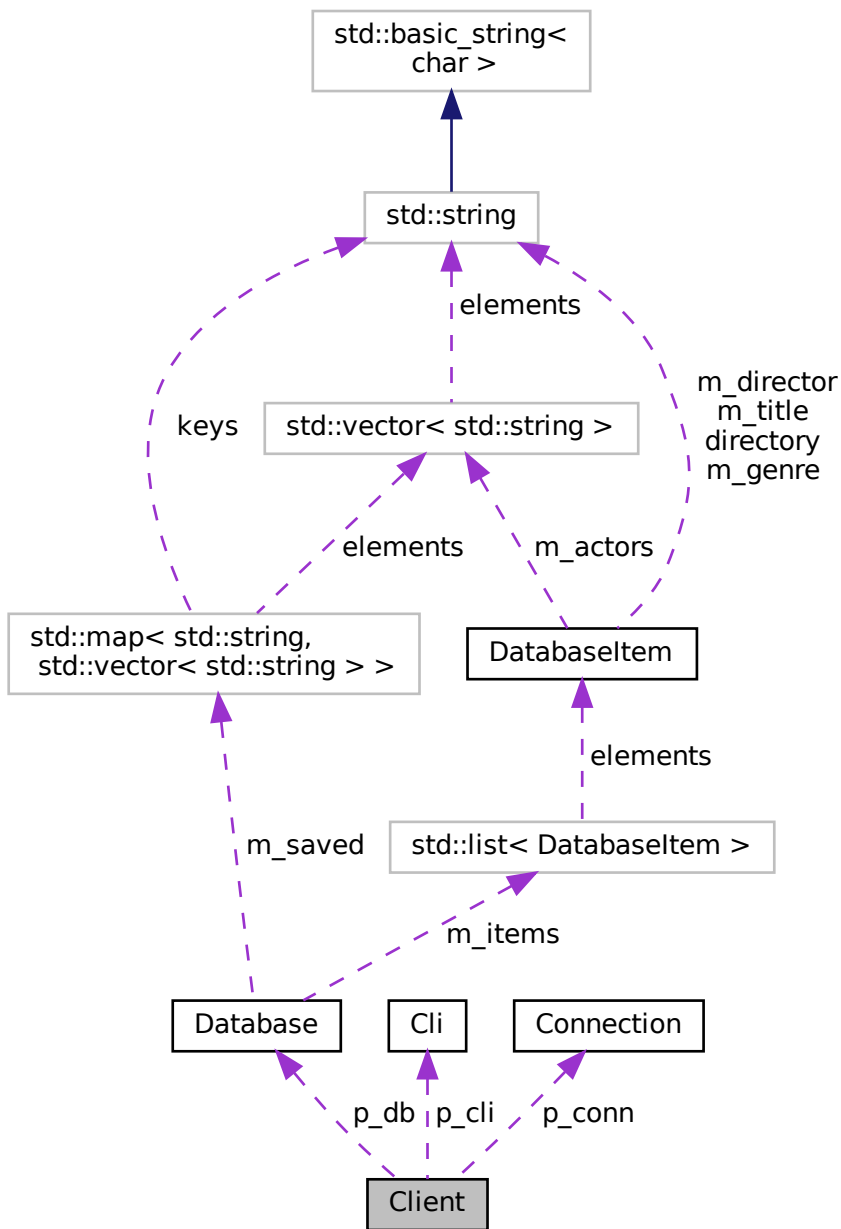 std::basic_string<
char >
std::string
elements
m_director
m_title
directory
m_genre
keys
std::vector< std::string >
elements
m_actors
std::map< std::string,
std::vector< std::string > >
DatabaseItem
elements
m_saved
std::list< DatabaseItem >
m_items
Database
Cli
Connection
p_db
p_cli
p_conn
Client